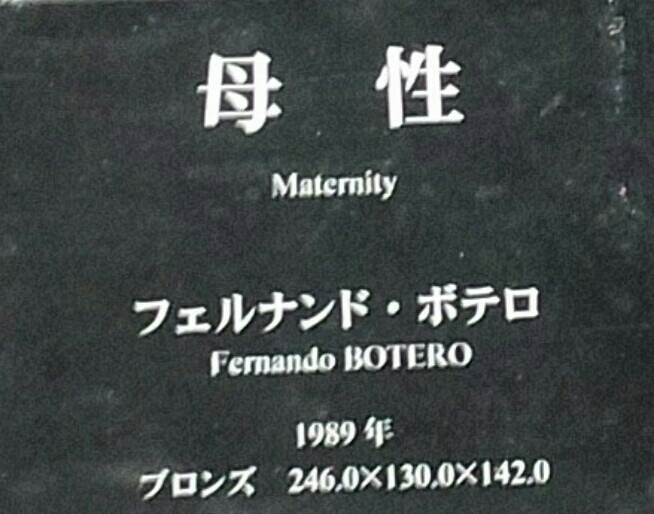 母 性
Maternity
フェルナンド・ボテロ
Fernando BOTERO
1989 年
ブロンズ 246.0×130.0×142.0